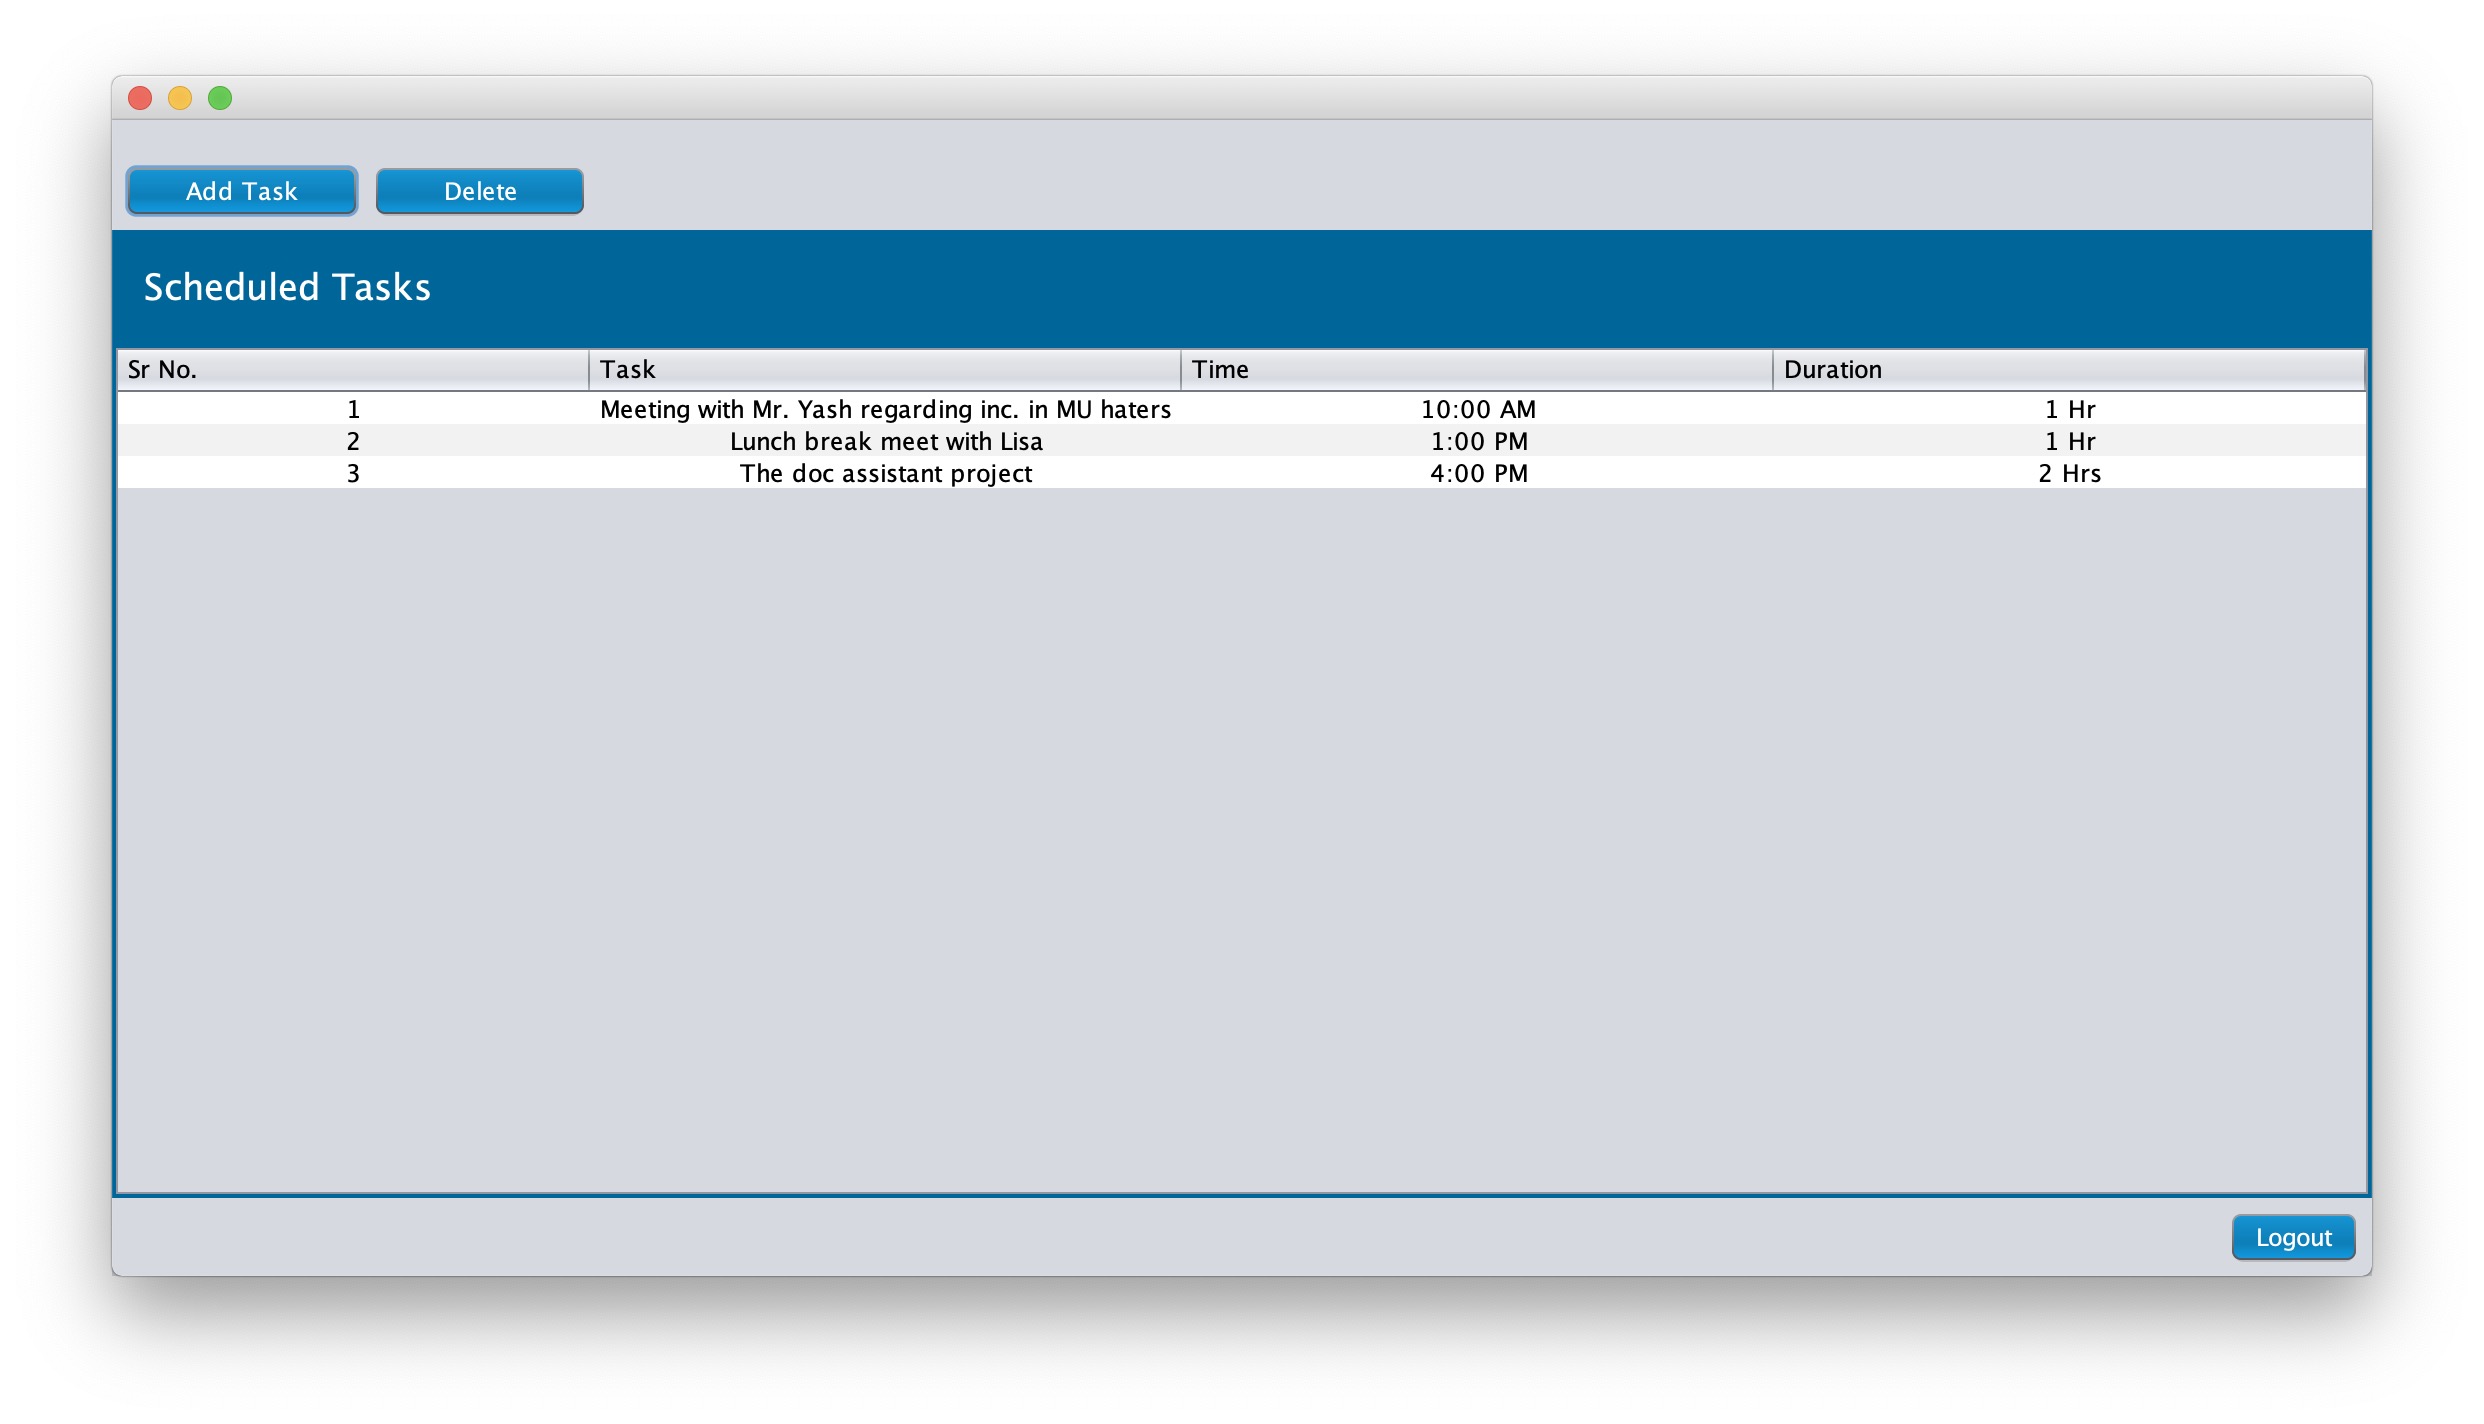 Add Task Delete
Scheduled Tasks
Sr No. Task Time Duration
1 Meeting with Mr. Yash regarding inc. in MU haters 10:00 AM 1 Hr
2 Lunch break meet with Lisa 1:00 PM 1 Hr
3 The doc assistant project 4:00 PM 2 Hrs
Logout